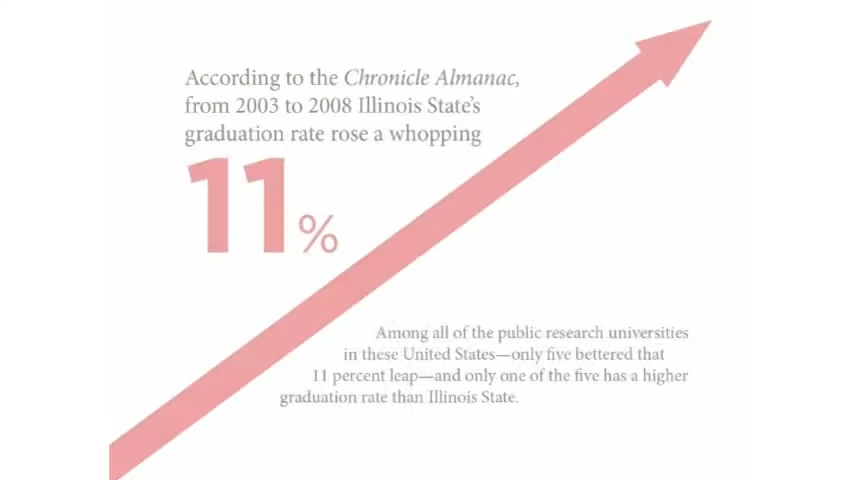 According to the Chronicle Almanac,
from 2003 to 2008 Illinois State's
graduation rate rose a whopping
11%
Among all of the public research universities
in these United States—only five bettered that
11 percent leap—and only one of the five has a higher
graduation rate than Illinois State.